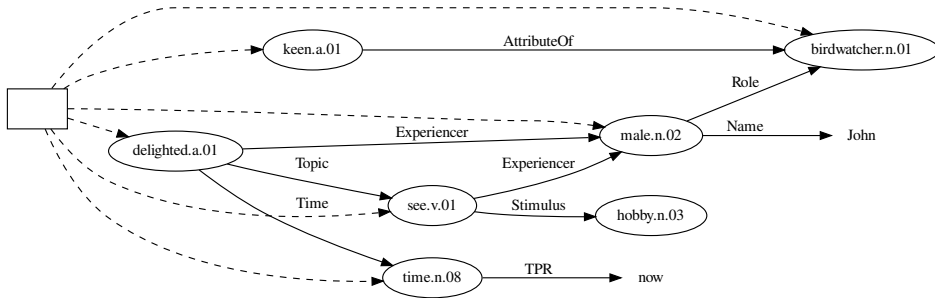 keen.a.01
AttributeOf
birdwatcher.n.01
Role
delighted.a.01
Experiencer
male.n.02
Name
John
Topic
Experiencer
Time
see.v.01
Stimulus
hobby.n.03
time.n.08
TPR
now